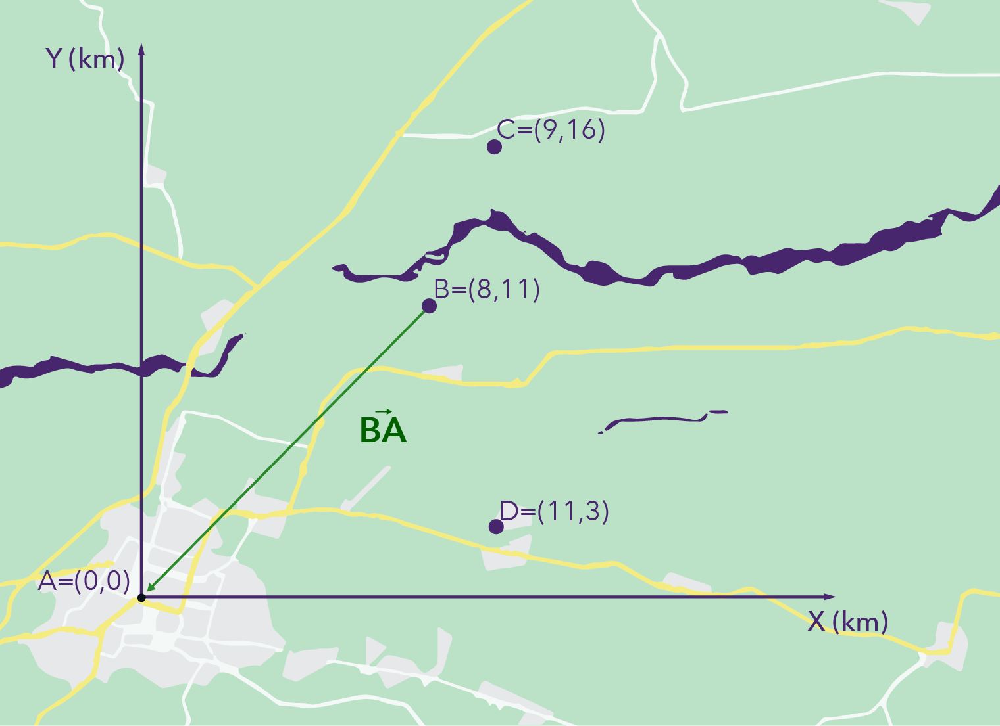 Y (km)
C=(9,16)
B=(8,11)
BA
D=(11,3)
A=(0,0)
X (km)